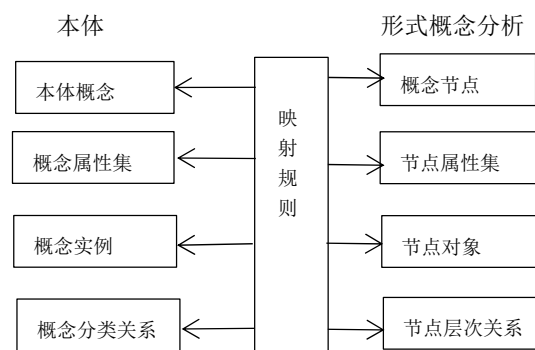 本体
形式概念分析
本体概念
概念属性集
概念实例
概念分类关系
映
射
规
则
概念节点
节点属性集
节点对象
节点层次关系